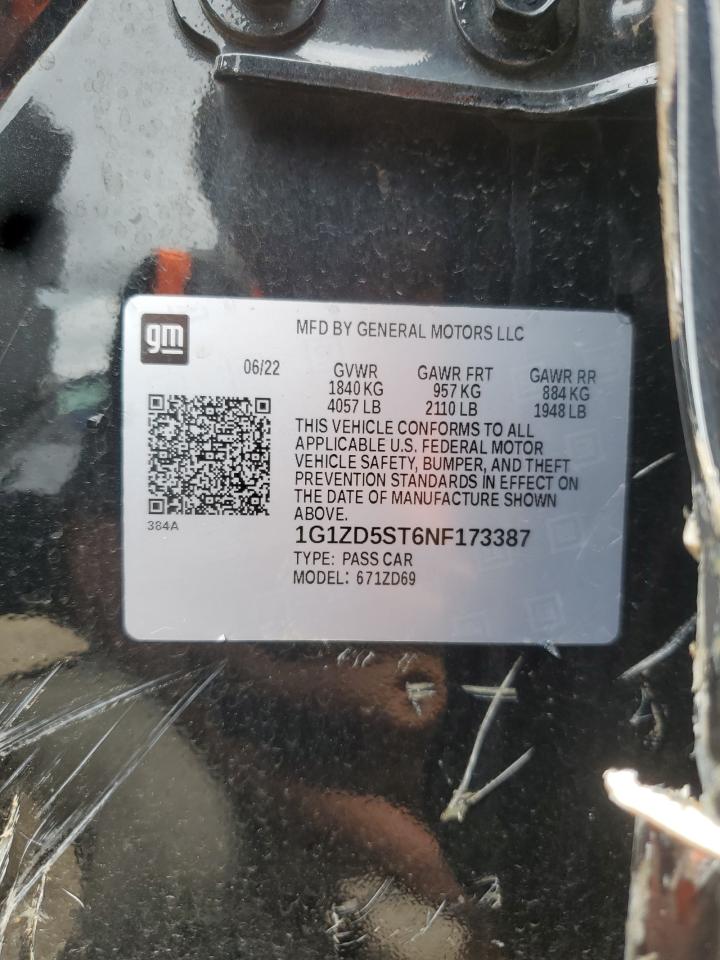 gm
MFD BY GENERAL MOTORS LLC
06/22 GVWR GAWR FRT GAWR RR
1840 KG 957 KG 884 KG
4057 LB 2110 LB 1948 LB
THIS VEHICLE CONFORMS TO ALL
APPLICABLE U.S. FEDERAL MOTOR
VEHICLE SAFETY, BUMPER, AND THEFT
PREVENTION STANDARDS IN EFFECT ON
THE DATE OF MANUFACTURE SHOWN
ABOVE.
384A
1G1ZD5ST6NF173387
TYPE: PASS CAR
MODEL: 671ZD69